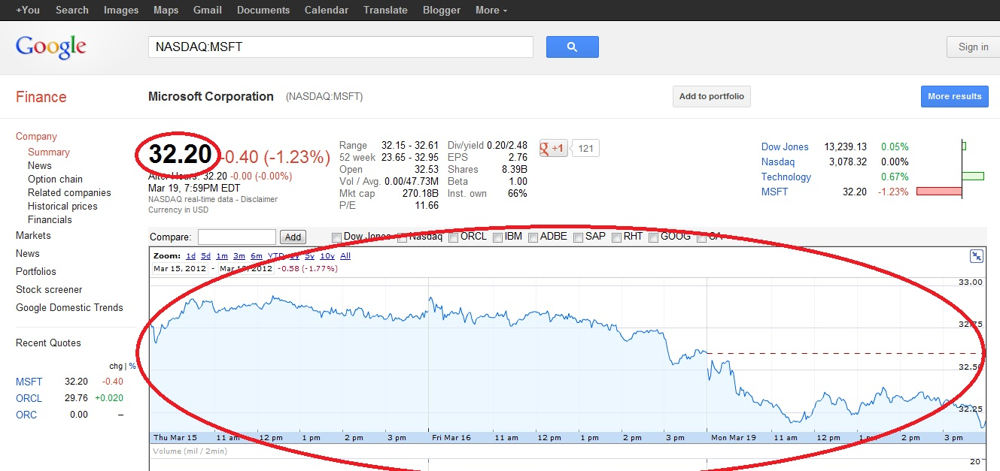 +You Search Images Maps Gmail Documents Calendar Translate Blogger More
Google NASDAQ:MSFT Sign in
Finance Microsoft Corporation (NASDAQ:MSFT) Add to portfolio More results
Company
Summary
News
Option chain
Related companies
Historical prices
Financials
Markets
News
Portfolios
Stock screener
Google Domestic Trends
Recent Quotes
chg | %
MSFT 32.20 -0.40
ORCL 29.76 +0.020
ORC 0.00 –
32.20 -0.40 (-1.23%)
After Hours: 32.20 -0.00 (-0.00%)
Mar 19, 7:59PM EDT
NASDAQ real-time data - Disclaimer
Currency in USD
Range 32.15 - 32.61
52 week 23.65 - 32.95
Open 32.53
Vol / Avg. 0.00/47.73M
Mkt cap 270.18B
P/E 11.66
Div/yield 0.20/2.48
EPS 2.76
Shares 8.39B
Beta 1.00
Inst. own 66%
g +1 121
Dow Jones 13,239.13 0.05%
Nasdaq 3,078.32 0.00%
Technology 0.67%
MSFT 32.20 -1.23%
Compare: Add Dow Jones Nasdaq ORCL IBM ADBE SAP RHT GOOG CA
Zoom: 1d 5d 1m 3m 6m YTD 1y 5y 10y All
Mar 15, 2012 - Mar 19, 2012 -0.58 (-1.77%)
33.00
32.75
32.50
32.25
Thu Mar 15 11 am 12 pm 1 pm 2 pm 3 pm Fri Mar 16 11 am 12 pm 1 pm 2 pm 3 pm Mon Mar 19 11 am 12 pm 1 pm 2 pm 3 pm
Volume (mil / 2min)
20